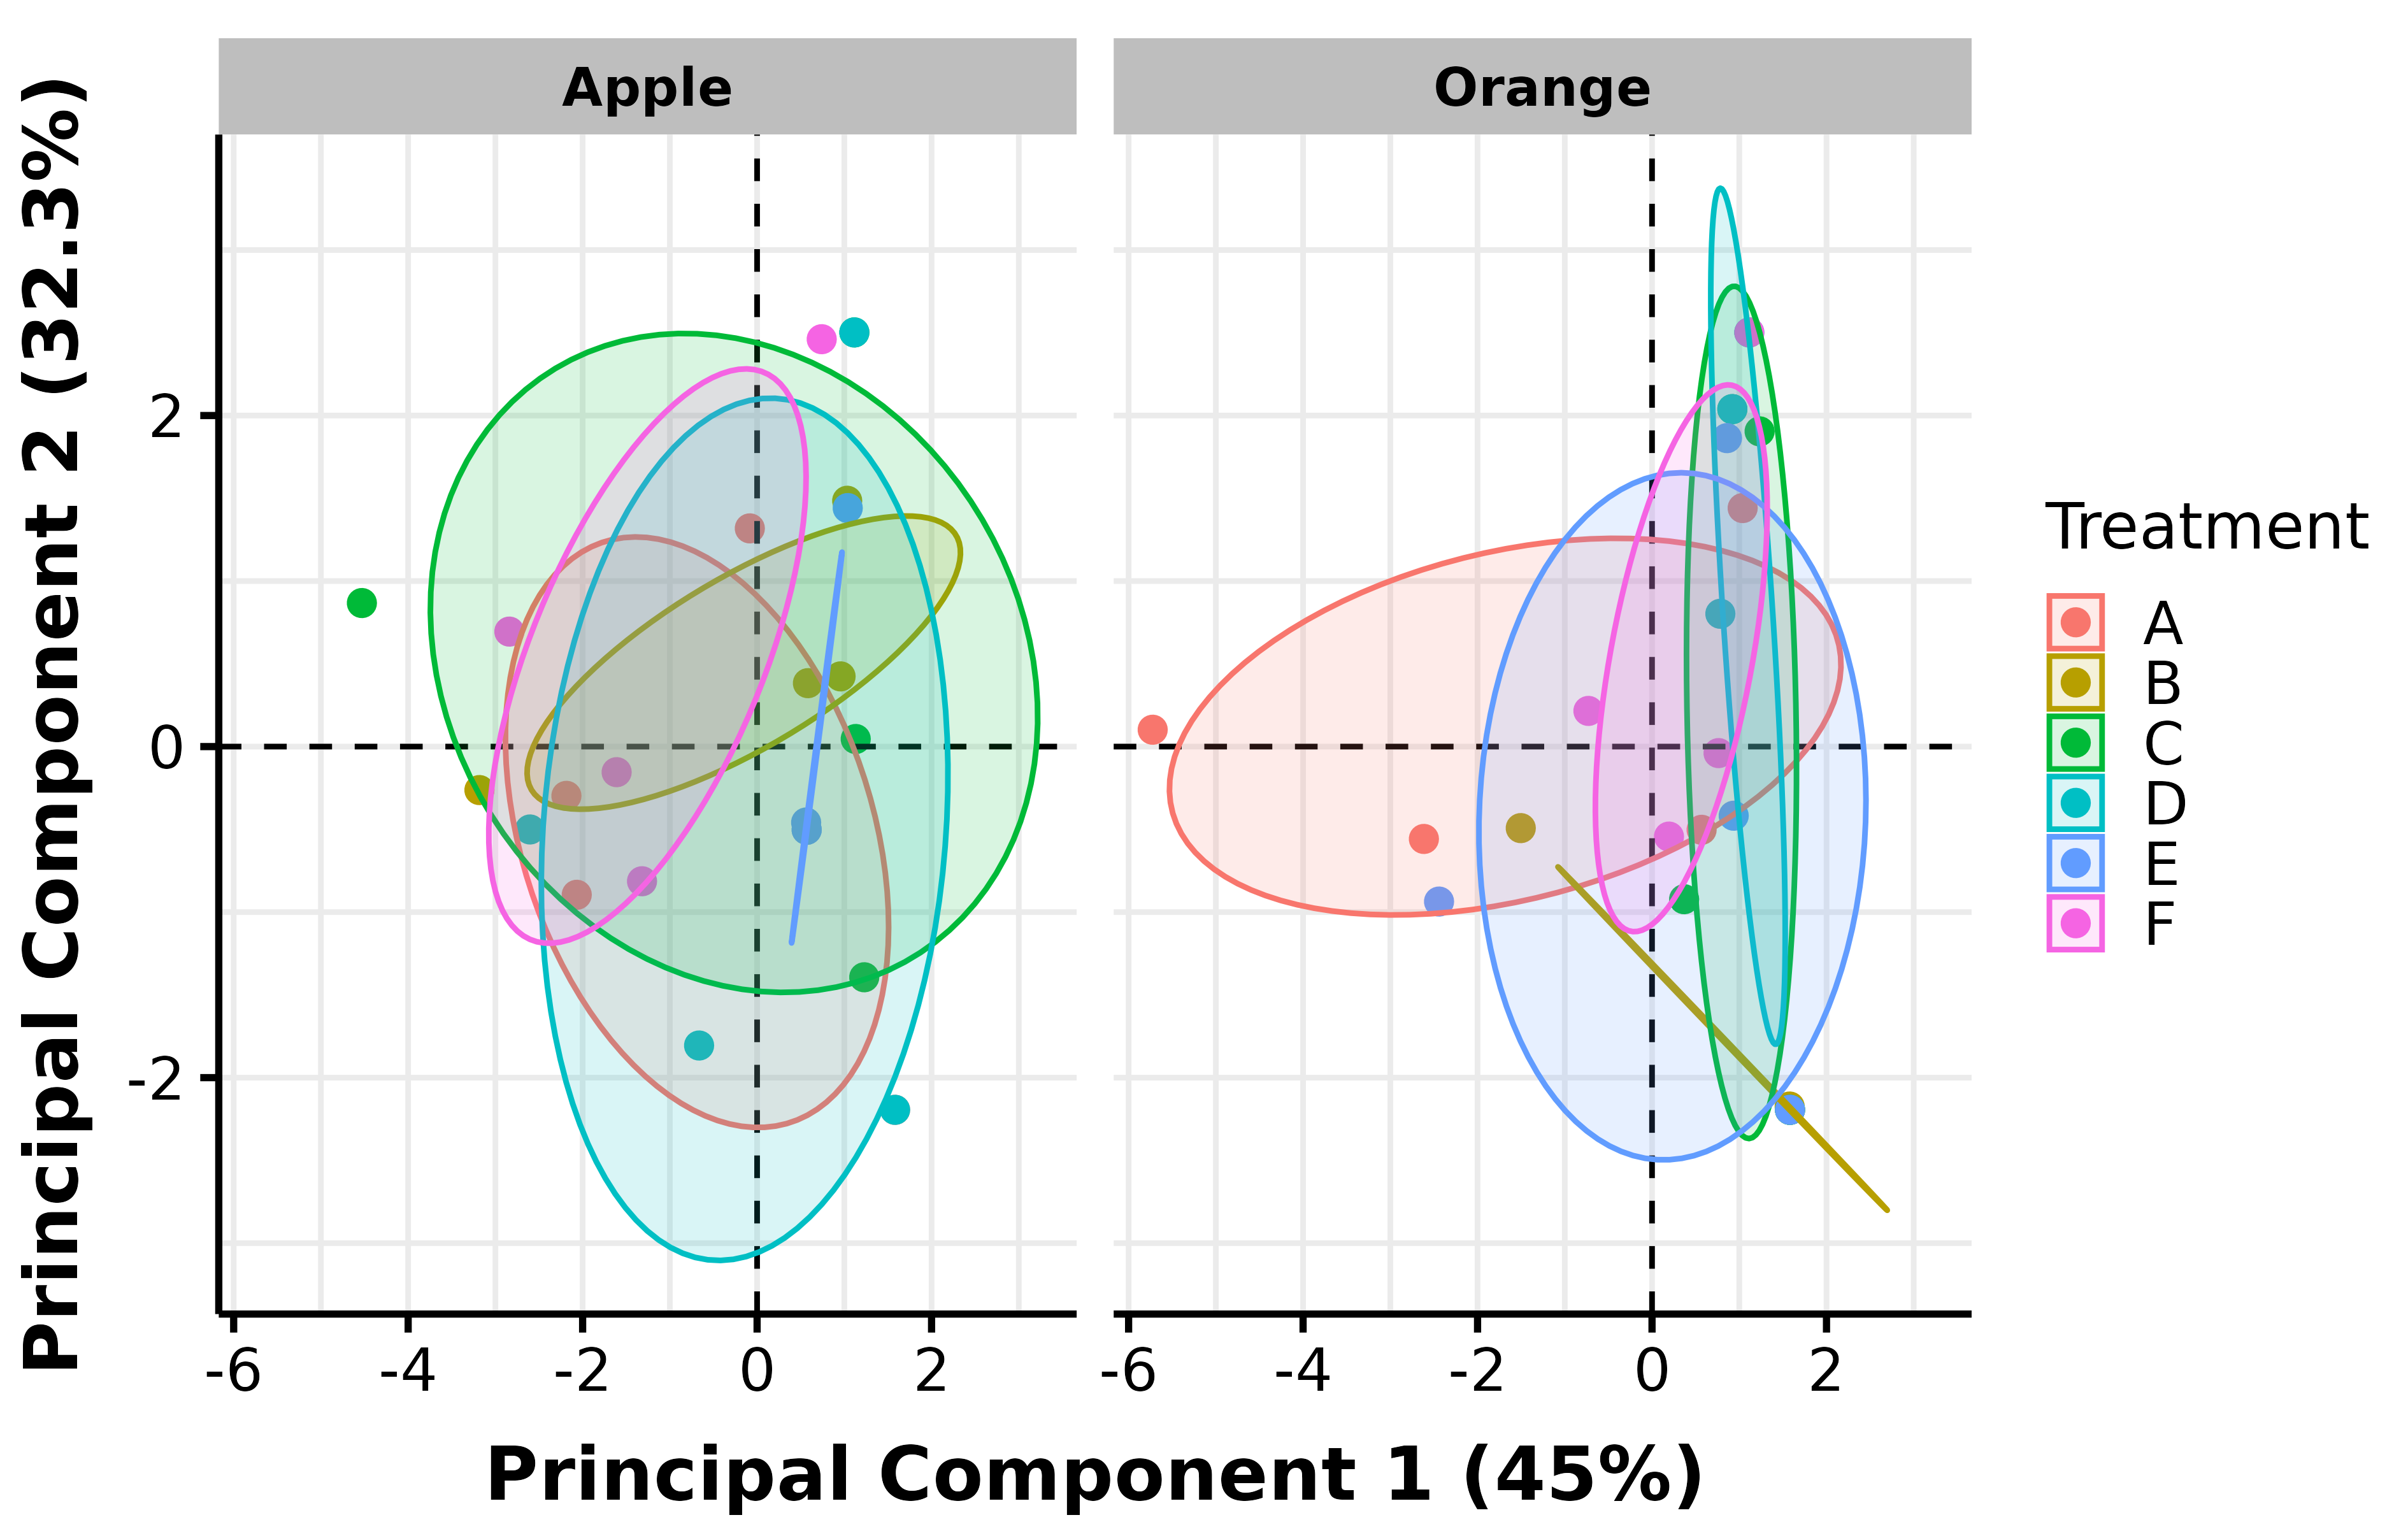 Apple
Orange
Principal Component 2 (32.3%)
2
0
-2
-6
-4
-2
0
2
-6
-4
-2
0
2
Principal Component 1 (45%)
Treatment
A
B
C
D
E
F